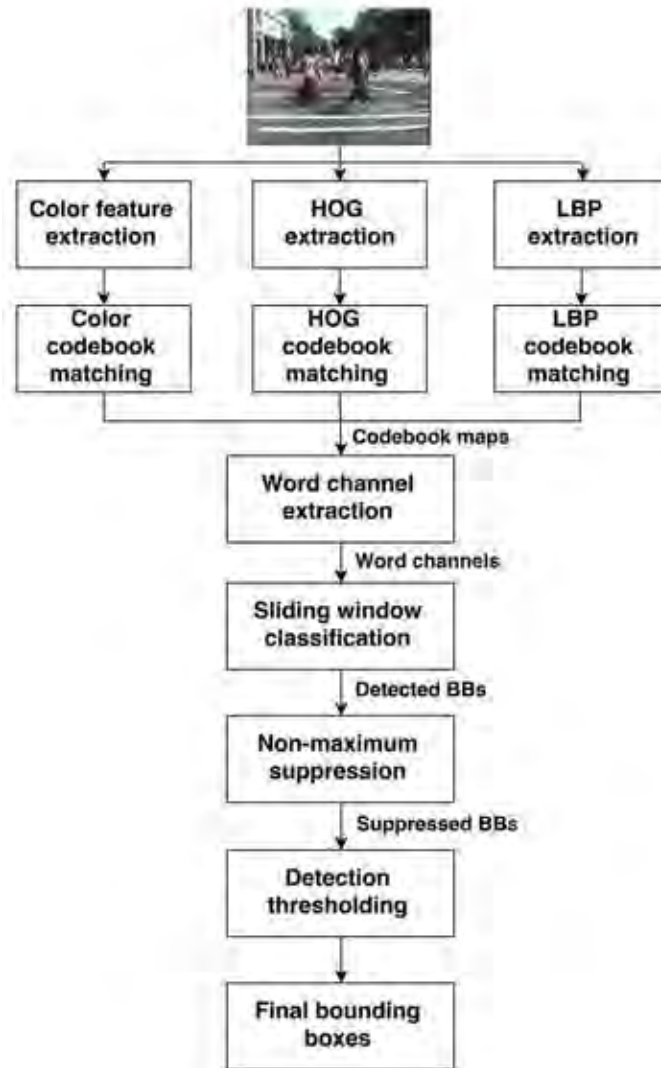 Color feature
extraction
HOG
extraction
LBP
extraction
Color
codebook
matching
HOG
codebook
matching
LBP
codebook
matching
Codebook maps
Word channel
extraction
Word channels
Sliding window
classification
Detected BBs
Non-maximum
suppression
Suppressed BBs
Detection
thresholding
Final bounding
boxes